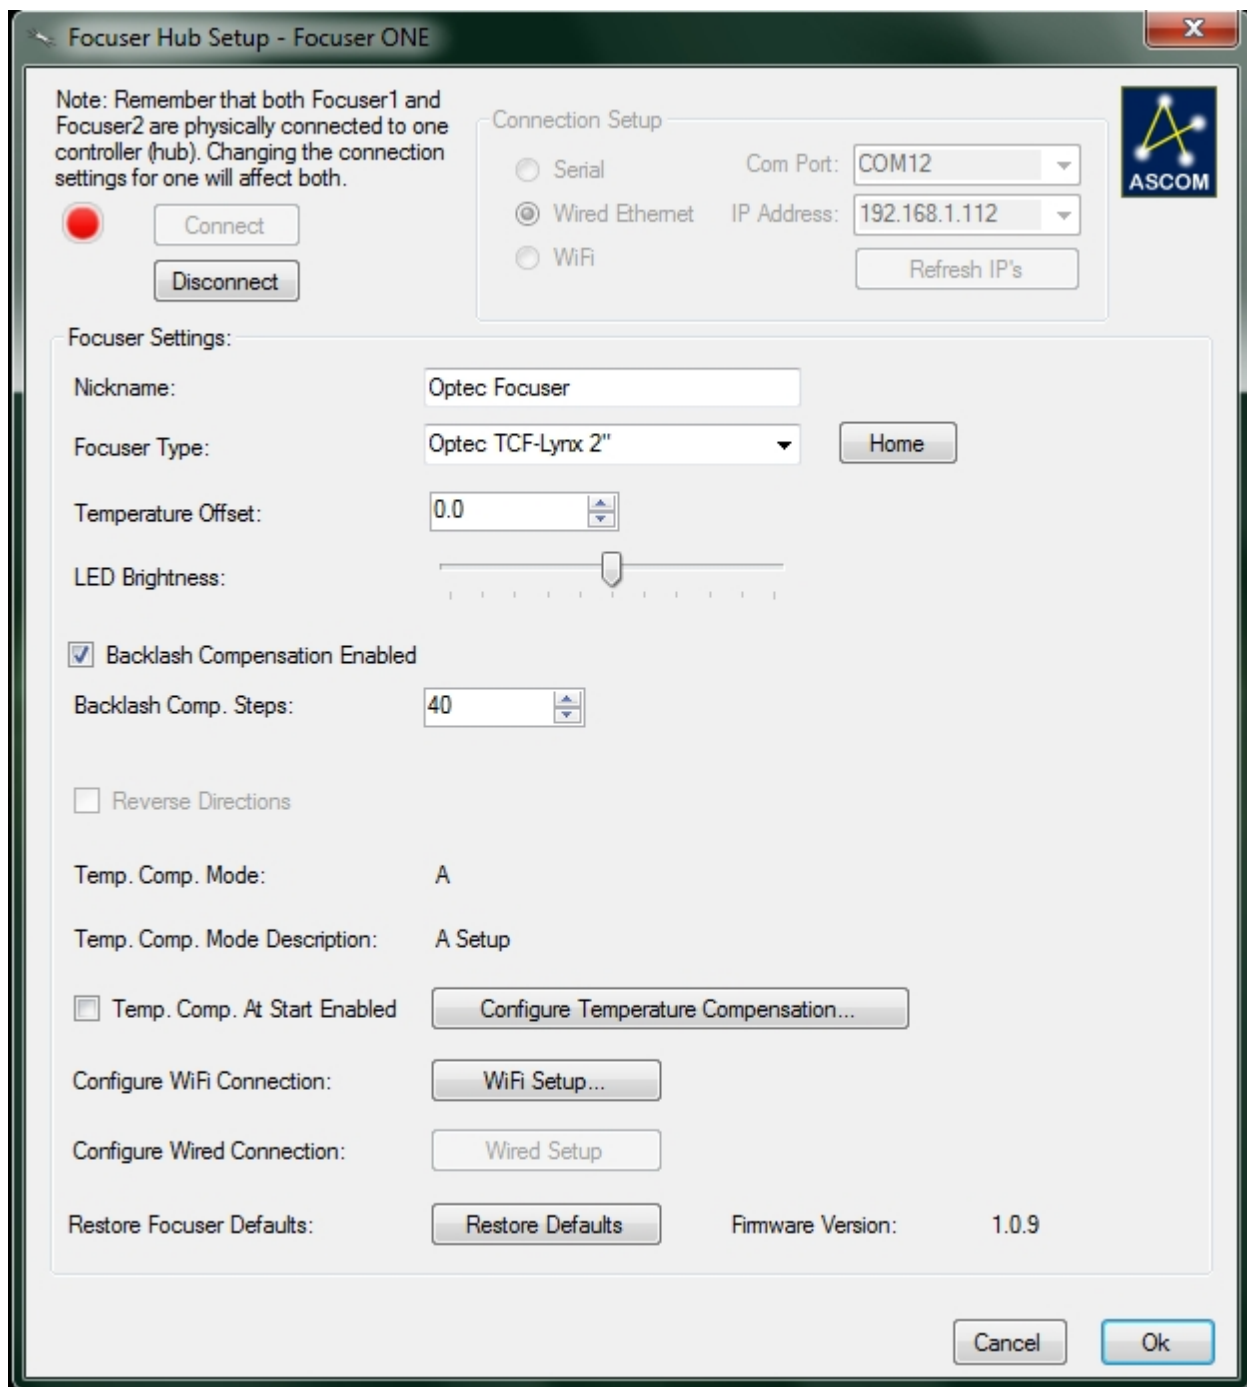 Focuser Hub Setup - Focuser ONE
x
Note: Remember that both Focuser1 and
Focuser2 are physically connected to one
controller (hub). Changing the connection
settings for one will affect both.
Connect
Disconnect
Connection Setup
Serial
Com Port:
COM12
Wired Ethernet
IP Address:
192.168.1.112
WiFi
Refresh IP's
ASCOM
Focuser Settings:
Nickname:
Optec Focuser
Focuser Type:
Optec TCF-Lynx 2"
Home
Temperature Offset:
0.0
LED Brightness:
Backlash Compensation Enabled
Backlash Comp. Steps:
40
Reverse Directions
Temp. Comp. Mode:
A
Temp. Comp. Mode Description:
A Setup
Temp. Comp. At Start Enabled
Configure Temperature Compensation...
Configure WiFi Connection:
WiFi Setup...
Configure Wired Connection:
Wired Setup
Restore Focuser Defaults:
Restore Defaults
Firmware Version:
1.0.9
Cancel
Ok